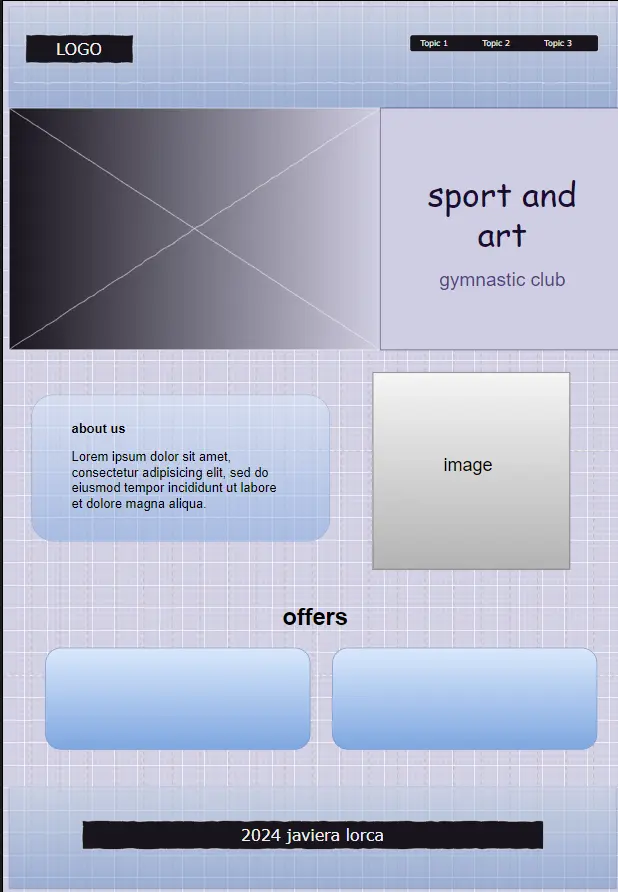 LOGO
Topic 1 Topic 2 Topic 3
sport and
art
gymnastic club
about us
Lorem ipsum dolor sit amet,
consectetur adipisicing elit, sed do
eiusmod tempor incididunt ut labore
et dolore magna aliqua.
image
offers
2024 javiera lorca